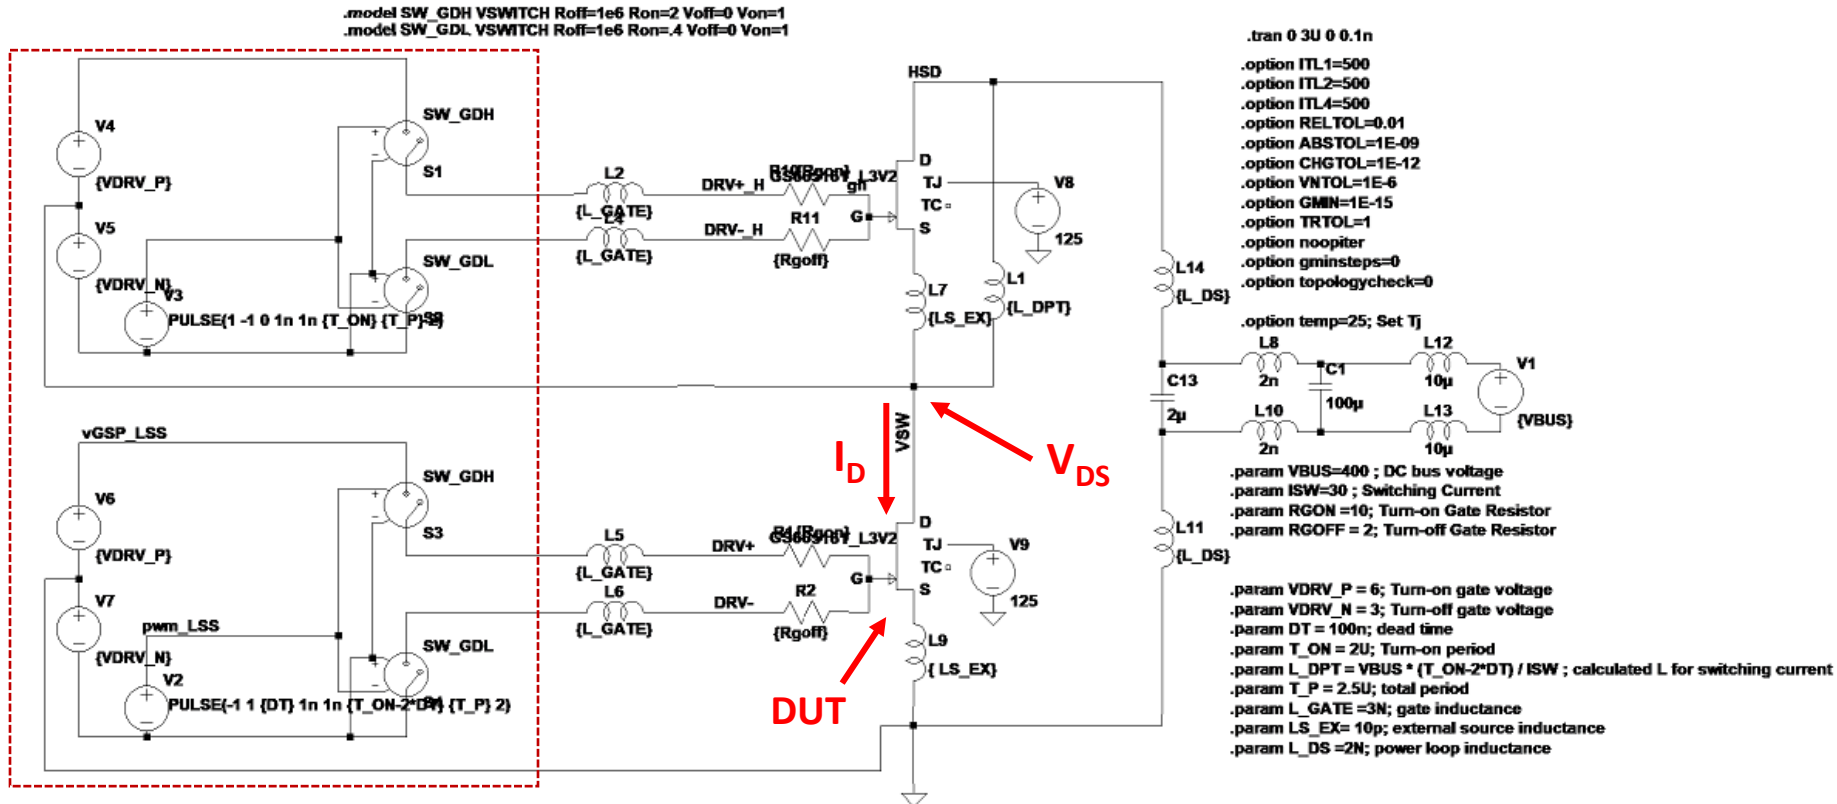 .model SW_GDH VSWITCH Roff=1e6 Ron=2 Voff=0 Von=1
.model SW_GDL VSWITCH Roff=1e6 Ron=.4 Voff=0 Von=1
V4
{VDRV_P}
V5
{VDRV_N}
V3
PULSE(1 -1 0 1n 1n {T_ON} {T_P} 2)
SW_GDH
S1
SW_GDL
L2
{L_GATE}
L4
{L_GATE}
DRV+_H
DRV-_H
R10
{Rgon}
gh
R11
{Rgoff}
HSD
D
TJ
TC
G
S
V8
125
L7
{LS_EX}
L1
{L_DPT}
vGSP_LSS
V6
{VDRV_P}
V7
{VDRV_N}
pwm_LSS
V2
PULSE(-1 1 {DT} 1n 1n {T_ON-2*DT} {T_P} 2)
SW_GDH
S3
SW_GDL
L5
{L_GATE}
L6
{L_GATE}
DRV+
DRV-
{Rgon}
R2
{Rgoff}
VSW
ID
VDS
DUT
D
TJ
TC
G
S
V9
125
L9
{ LS_EX}
.tran 0 3U 0 0.1n
.option ITL1=500
.option ITL2=500
.option ITL4=500
.option RELTOL=0.01
.option ABSTOL=1E-09
.option CHGTOL=1E-12
.option VNTOL=1E-6
.option GMIN=1E-15
.option TRTOL=1
.option noopiter
.option gminsteps=0
.option topologycheck=0
.option temp=25; Set Tj
L14
{L_DS}
C13
2µ
L8
2n
L10
2n
C1
100µ
L12
10µ
L13
10µ
V1
{VBUS}
L11
{L_DS}
.param VBUS=400 ; DC bus voltage
.param ISW=30 ; Switching Current
.param RGON =10; Turn-on Gate Resistor
.param RGOFF = 2; Turn-off Gate Resistor
.param VDRV_P = 6; Turn-on gate voltage
.param VDRV_N = 3; Turn-off gate voltage
.param DT = 100n; dead time
.param T_ON = 2U; Turn-on period
.param L_DPT = VBUS * (T_ON-2*DT) / ISW ; calculated L for switching current
.param T_P = 2.5U; total period
.param L_GATE =3N; gate inductance
.param LS_EX= 10p; external source inductance
.param L_DS =2N; power loop inductance